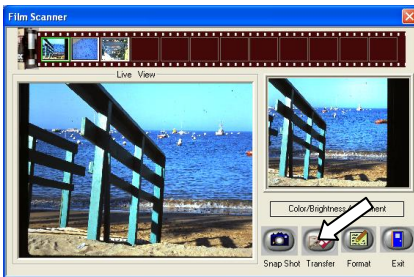 Film Scanner
Live View
Color/Brightness
Snap Shot Transfer Format Exit